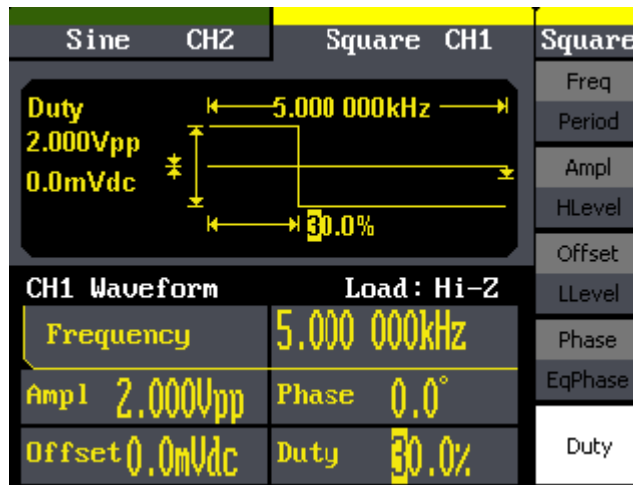 Sine CH2 Square CH1 Square
Duty
2.000Vpp
0.0mVdc
5.000 000kHz
30.0%
CH1 Waveform Load: Hi-Z
Frequency 5.000 000kHz
Ampl 2.000Vpp Phase 0.0°
Offset 0.0mVdc Duty 30.0%
Freq
Period
Ampl
HLevel
Offset
LLevel
Phase
EqPhase
Duty